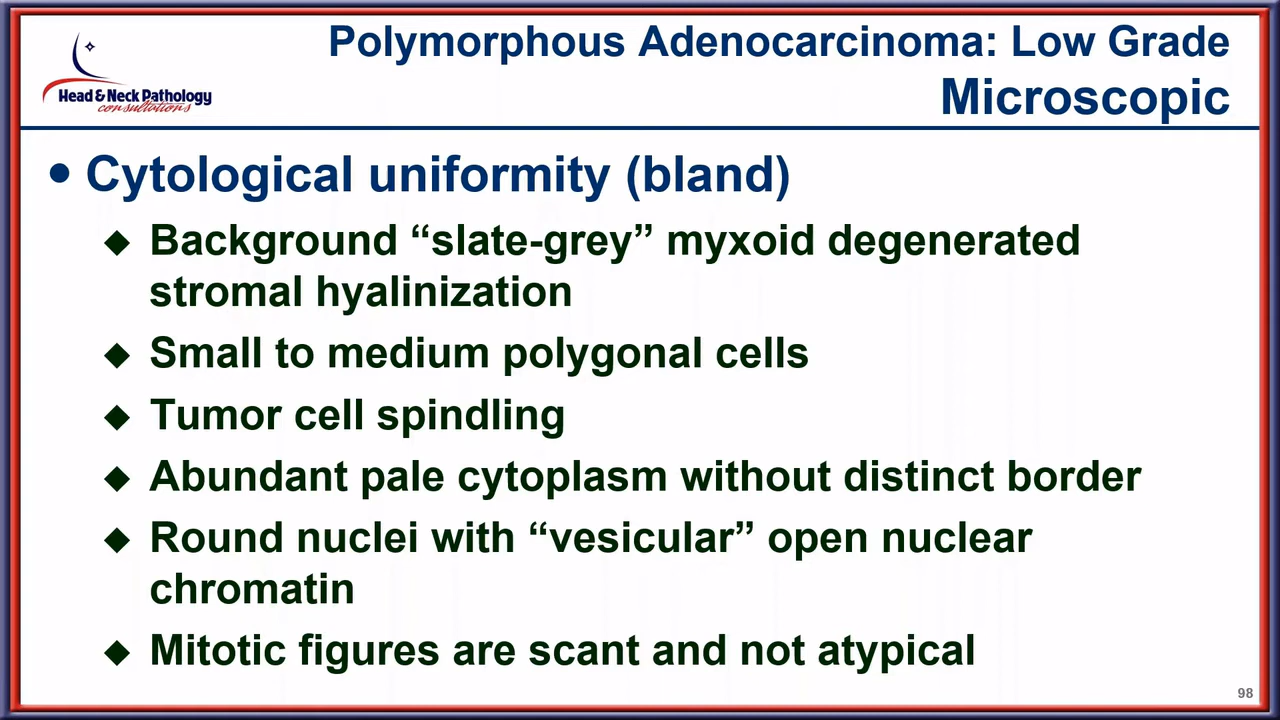 Polymorphous Adenocarcinoma: Low Grade
Microscopic
Head & Neck Pathology
consultations
• Cytological uniformity (bland)
◆ Background “slate-grey” myxoid degenerated
stromal hyalinization
◆ Small to medium polygonal cells
◆ Tumor cell spindling
◆ Abundant pale cytoplasm without distinct border
◆ Round nuclei with “vesicular” open nuclear
chromatin
◆ Mitotic figures are scant and not atypical
98